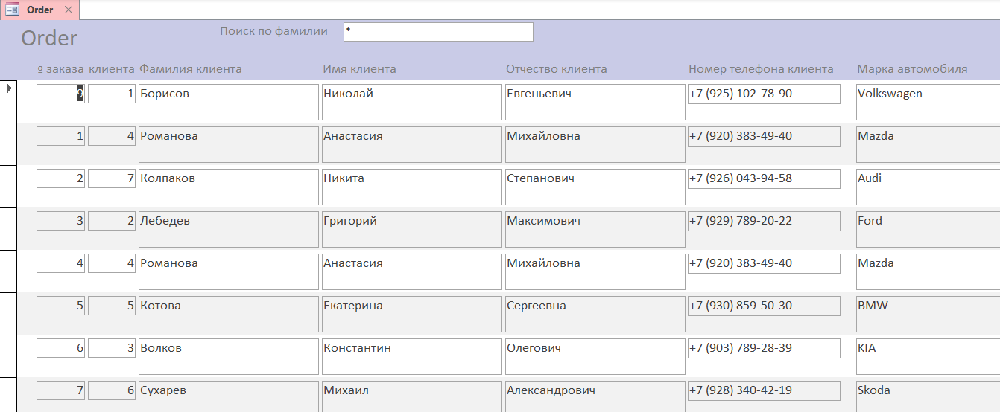 Order
Order
Поиск по фамилии *
º заказа клиента Фамилия клиента Имя клиента Отчество клиента Номер телефона клиента Марка автомобиля
9 1 Борисов Николай Евгеньевич +7 (925) 102-78-90 Volkswagen
1 4 Романова Анастасия Михайловна +7 (920) 383-49-40 Mazda
2 7 Колпаков Никита Степанович +7 (926) 043-94-58 Audi
3 2 Лебедев Григорий Максимович +7 (929) 789-20-22 Ford
4 4 Романова Анастасия Михайловна +7 (920) 383-49-40 Mazda
5 5 Котова Екатерина Сергеевна +7 (930) 859-50-30 BMW
6 3 Волков Константин Олегович +7 (903) 789-28-39 KIA
7 6 Сухарев Михаил Александрович +7 (928) 340-42-19 Skoda